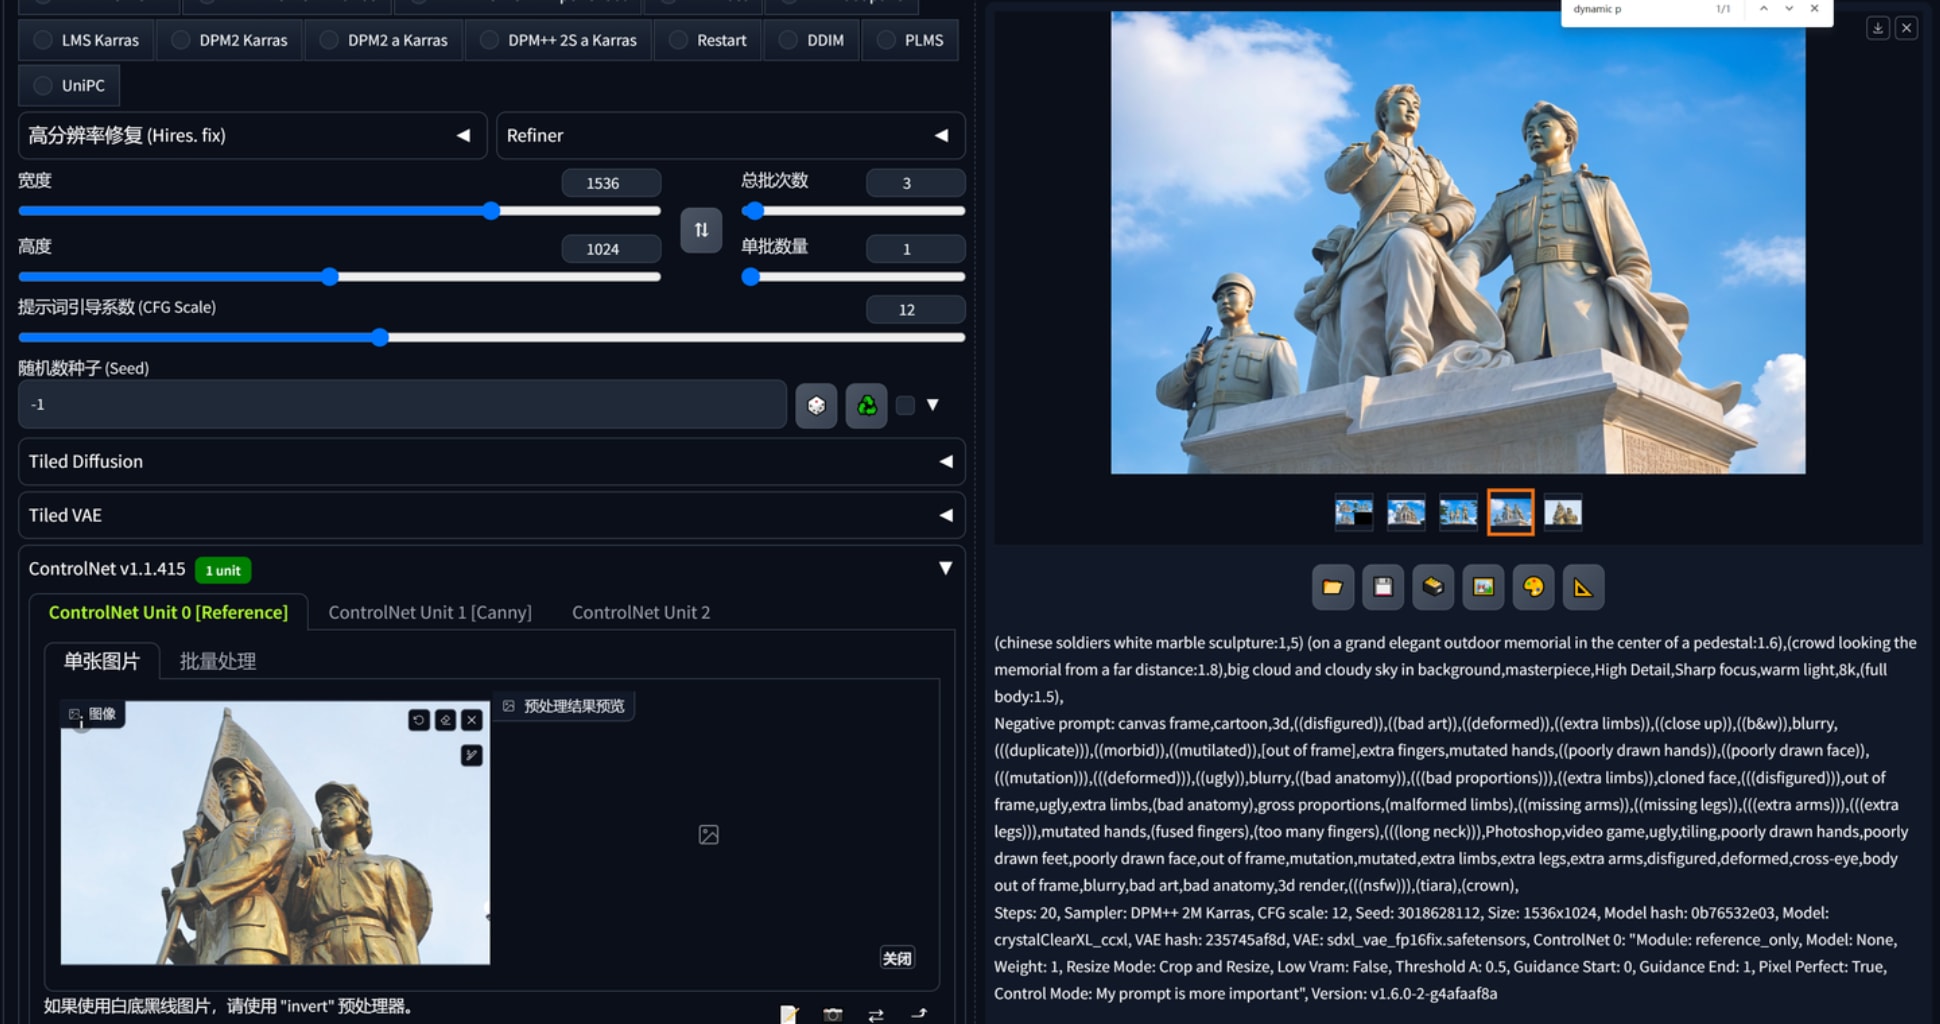 LMS Karras
DPM2 Karras
DPM2 a Karras
DPM++ 2S a Karras
Restart
DDIM
PLMS
UniPC
高分辨率修复 (Hires. fix)
Refiner
宽度
1536
总批次数
3
高度
1024
单批数量
1
提示词引导系数 (CFG Scale)
12
随机数种子 (Seed)
-1
Tiled Diffusion
Tiled VAE
ControlNet v1.1.415
1 unit
ControlNet Unit 0 [Reference]
ControlNet Unit 1 [Canny]
ControlNet Unit 2
单张图片
批量处理
图像
预处理结果预览
关闭
如果使用白底黑线图片，请使用 "invert" 预处理器。
dynamic p
1/1
(chinese soldiers white marble sculpture:1,5) (on a grand elegant outdoor memorial in the center of a pedestal:1.6),(crowd looking the
memorial from a far distance:1.8),big cloud and cloudy sky in background,masterpiece,High Detail,Sharp focus,warm light,8k,(full
body:1.5),
Negative prompt: canvas frame,cartoon,3d,((disfigured)),((bad art)),((deformed)),((extra limbs)),((close up)),((b&w)),blurry,
(((duplicate))),((morbid)),((mutilated)),[out of frame],extra fingers,mutated hands,((poorly drawn hands)),((poorly drawn face)),
(((mutation))),(((deformed))),((ugly)),blurry,((bad anatomy)),(((bad proportions))),((extra limbs)),cloned face,(((disfigured))),out of
frame,ugly,extra limbs,(bad anatomy),gross proportions,(malformed limbs),((missing arms)),((missing legs)),(((extra arms))),(((extra
legs))),mutated hands,(fused fingers),(too many fingers),(((long neck))),Photoshop,video game,ugly,tiling,poorly drawn hands,poorly
drawn feet,poorly drawn face,out of frame,mutation,mutated,extra limbs,extra legs,extra arms,disfigured,deformed,cross-eye,body
out of frame,blurry,bad art,bad anatomy,3d render,(((nsfw))),(tiara),(crown),
Steps: 20, Sampler: DPM++ 2M Karras, CFG scale: 12, Seed: 3018628112, Size: 1536x1024, Model hash: 0b76532e03, Model:
crystalClearXL_ccxl, VAE hash: 235745af8d, VAE: sdxl_vae_fp16fix.safetensors, ControlNet 0: "Module: reference_only, Model: None,
Weight: 1, Resize Mode: Crop and Resize, Low Vram: False, Threshold A: 0.5, Guidance Start: 0, Guidance End: 1, Pixel Perfect: True,
Control Mode: My prompt is more important", Version: v1.6.0-2-g4afaaf8a